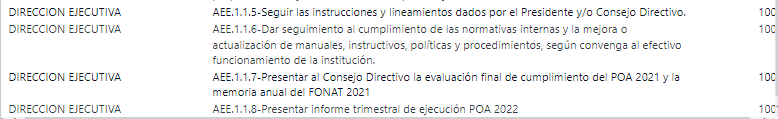 DIRECCION EJECUTIVA AEE.1.1.5-Seguir las instrucciones y lineamientos dados por el Presidente y/o Consejo Directivo. 100
DIRECCION EJECUTIVA AEE.1.1.6-Dar seguimiento al cumplimiento de las normativas internas y la mejora o 100
actualización de manuales, instructivos, políticas y procedimientos, según convenga al efectivo
funcionamiento de la institución.
DIRECCION EJECUTIVA AEE.1.1.7-Presentar al Consejo Directivo la evaluación final de cumplimiento del POA 2021 y la 100
memoria anual del FONAT 2021
DIRECCION EJECUTIVA AEE.1.1.8-Presentar informe trimestral de ejecución POA 2022 100